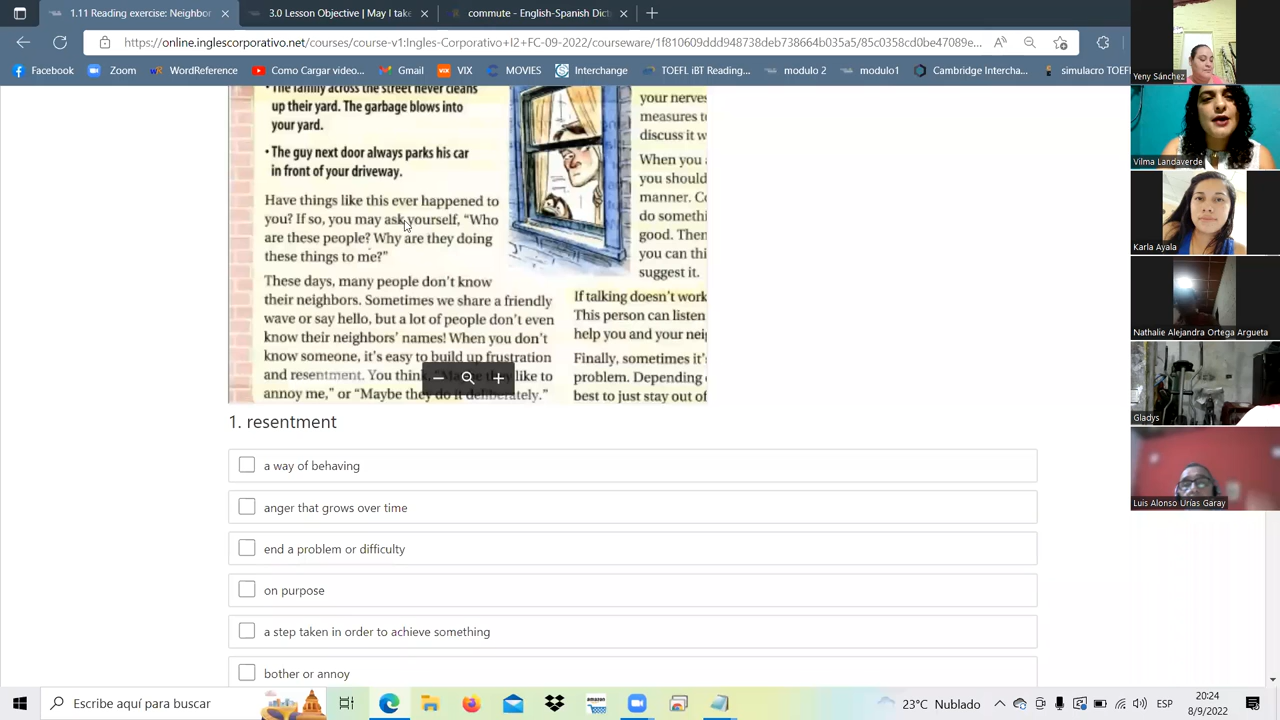 1.11 Reading exercise: Neighbor
3.0 Lesson Objective | May I take
commute - English-Spanish Dict
https://online.inglescorporativo.net/courses/course-v1:Ingles-Corporativo+I2-I-09-2022/courseware/1f810609ddd948738deb738664b035a5/85c0358cd0be47089e...
Facebook
Zoom
WordReference
Como Cargar video...
Gmail
VIX
Interchange
TOEFL iBT Reading...
modulo 2
modulo1
Cambridge Intercha...
simulacro TOEFL
• The family across the street never cleans
up their yard. The garbage blows into
your yard.
• The guy next door always parks his car
in front of your driveway.
Have things like this ever happened to
you? If so, you may ask yourself, “Who
are these people? Why are they doing
these things to me?”
These days, many people don’t know
their neighbors. Sometimes we share a friendly
wave or say hello, but a lot of people don’t even
know their neighbors’ names! When you don’t
know someone, it’s easy to build up frustration
and resentment. You think, “Maybe they like to
annoy me,” or “Maybe they do it deliberately.”
your nerves
measures to
discuss it w
When you
you should
manner. Co
do somethi
good. Then
you can thi
suggest it.
If talking doesn’t work
This person can listen
help you and your nei
Finally, sometimes it’s
problem. Depending
best to just stay out of
1. resentment
a way of behaving
anger that grows over time
end a problem or difficulty
on purpose
a step taken in order to achieve something
bother or annoy
Yeny Sánchez
Vilma Landaverde
Karla Ayala
Nathalie Alejandra Ortega Argueta
Gladys
Luis Alonso Urías Garay
Escribe aquí para buscar
amazon
23°C Nublado
ESP
20:24
8/9/2022